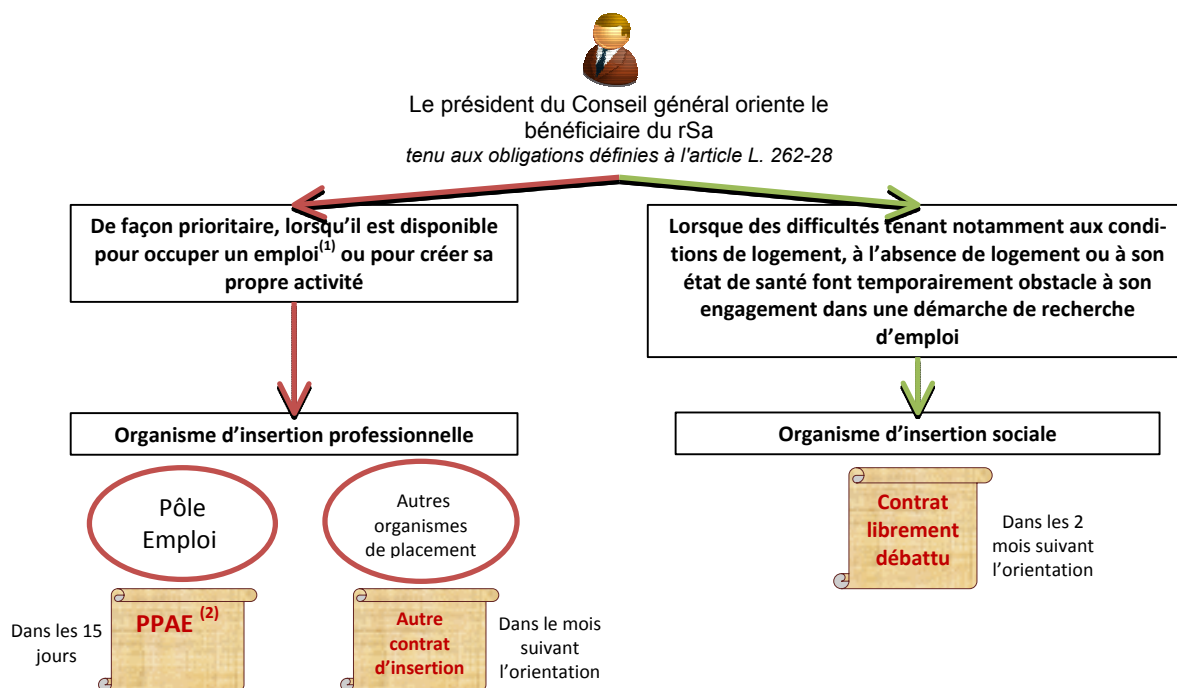 Le président du Conseil général oriente le
bénéficiaire du rSa
tenu aux obligations définies à l'article L. 262-28
De façon prioritaire, lorsqu'il est disponible
pour occuper un emploi(1) ou pour créer sa
propre activité
Lorsque des difficultés tenant notamment aux condi-
tions de logement, à l'absence de logement ou à son
état de santé font temporairement obstacle à son
engagement dans une démarche de recherche
d'emploi
Organisme d'insertion professionnelle
Organisme d'insertion sociale
Pôle
Emploi
Autres
organismes
de placement
Contrat
librement
débattu
Dans les 2
mois suivant
l'orientation
Dans les 15
jours
PPAE (2)
Autre
contrat
d'insertion
Dans le mois
suivant
l'orientation